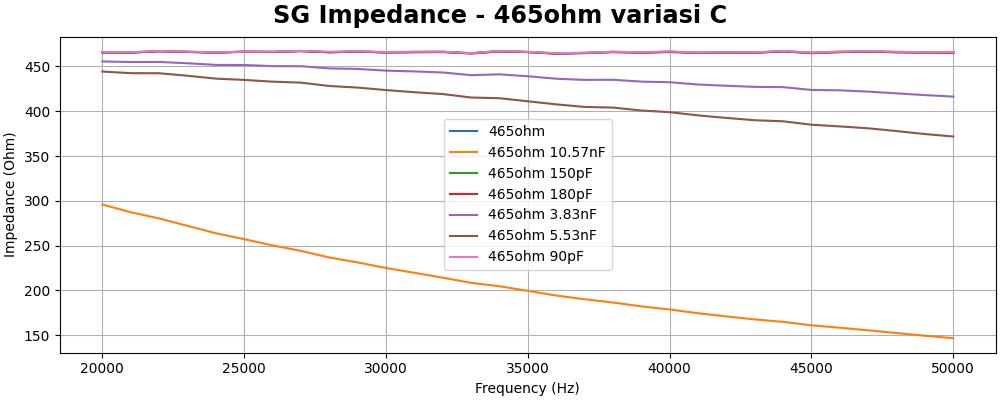 SG Impedance - 465ohm variasi C
450
400
350
300
250
200
150
Impedance (Ohm)
465ohm
465ohm 10.57nF
465ohm 150pF
465ohm 180pF
465ohm 3.83nF
465ohm 5.53nF
465ohm 90pF
20000 25000 30000 35000 40000 45000 50000
Frequency (Hz)